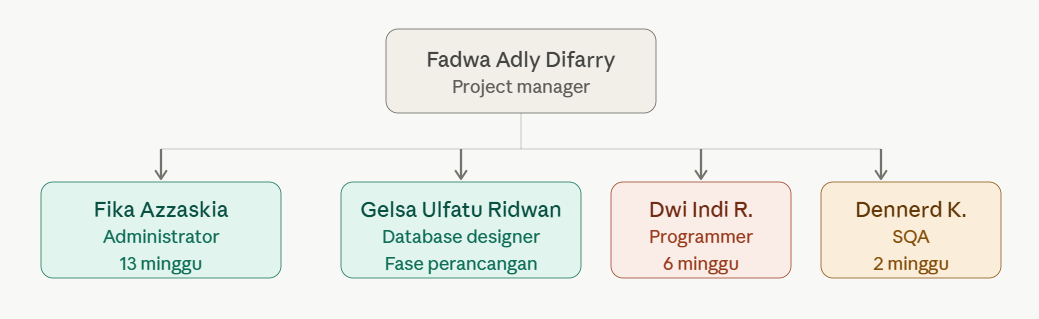 Fadwa Adly Difarry
Project manager
Fika Azzaskia
Administrator
13 minggu
Gelsa Ulfatu Ridwan
Database designer
Fase perancangan
Dwi Indi R.
Programmer
6 minggu
Dennerd K.
SQA
2 minggu